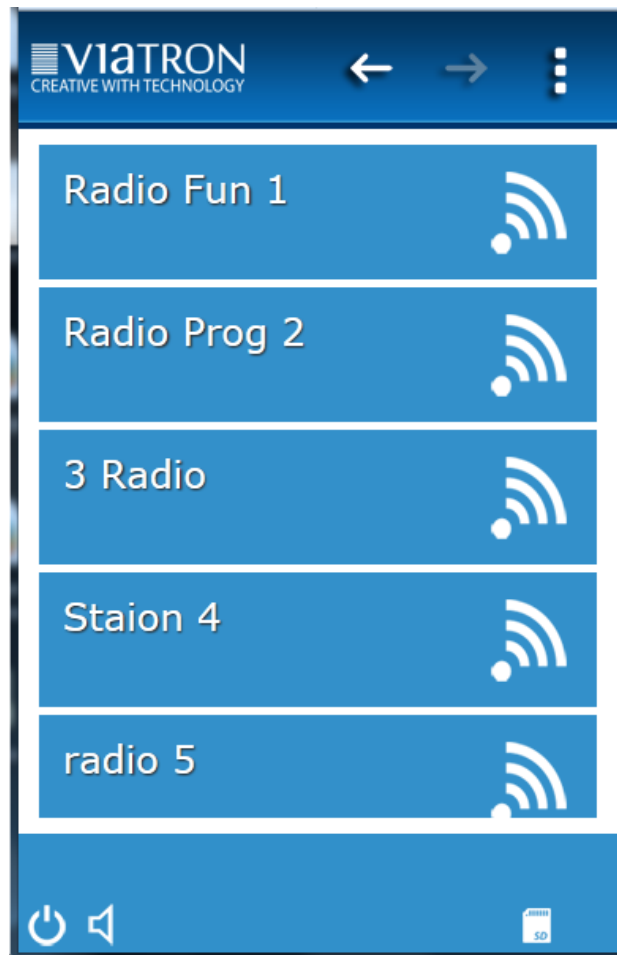 VIATRON
CREATIVE WITH TECHNOLOGY
Radio Fun 1
Radio Prog 2
3 Radio
Staion 4
radio 5
SD